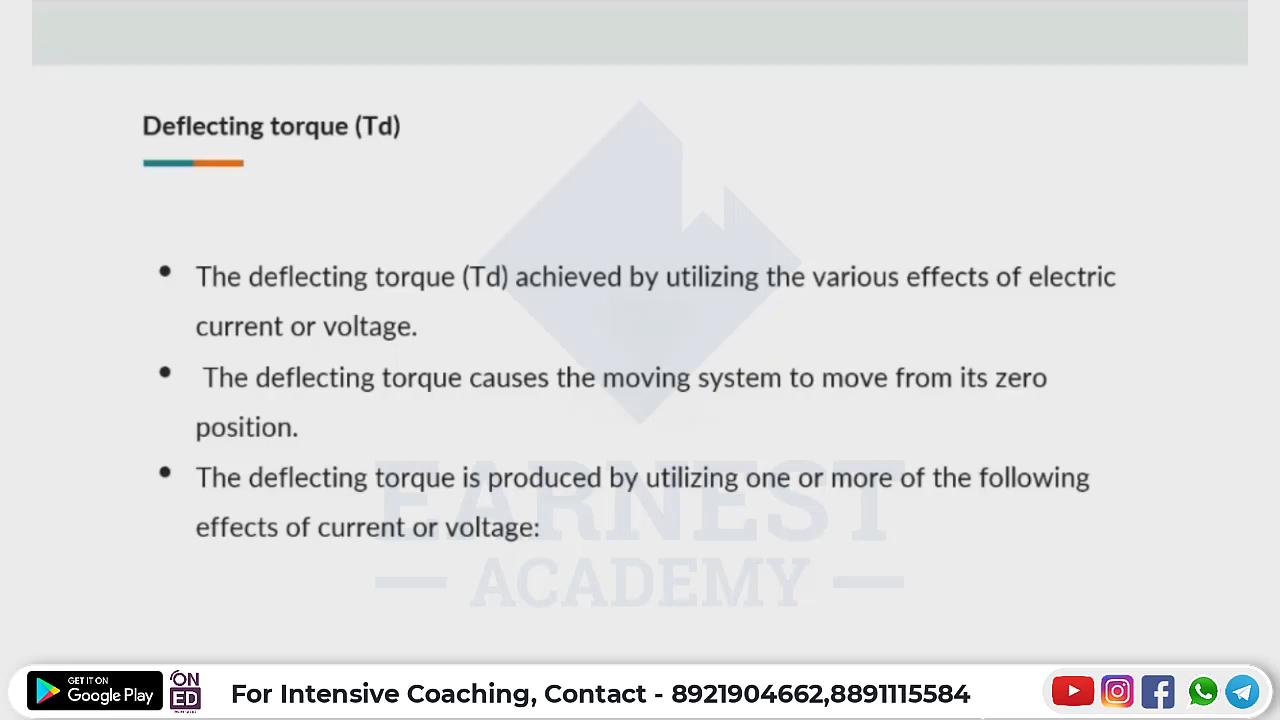 Deflecting torque (Td)
• The deflecting torque (Td) achieved by utilizing the various effects of electric
current or voltage.
• The deflecting torque causes the moving system to move from its zero
position.
• The deflecting torque is produced by utilizing one or more of the following
effects of current or voltage:
EARNEST
ACADEMY
GET IT ON
Google Play
ON
ED
For Intensive Coaching, Contact - 8921904662,8891115584